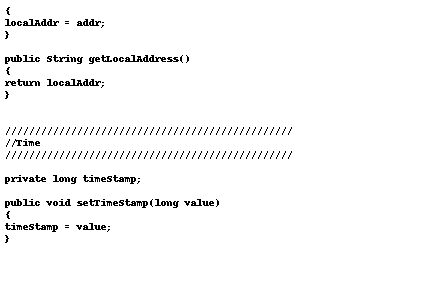 {
localAddr = addr;
}
public String getLocalAddress()
{
return localAddr;
}
////////////////////////////////////////////////
//Time
////////////////////////////////////////////////
private long timeStamp;
public void setTimeStamp(long value)
{
timeStamp = value;
}